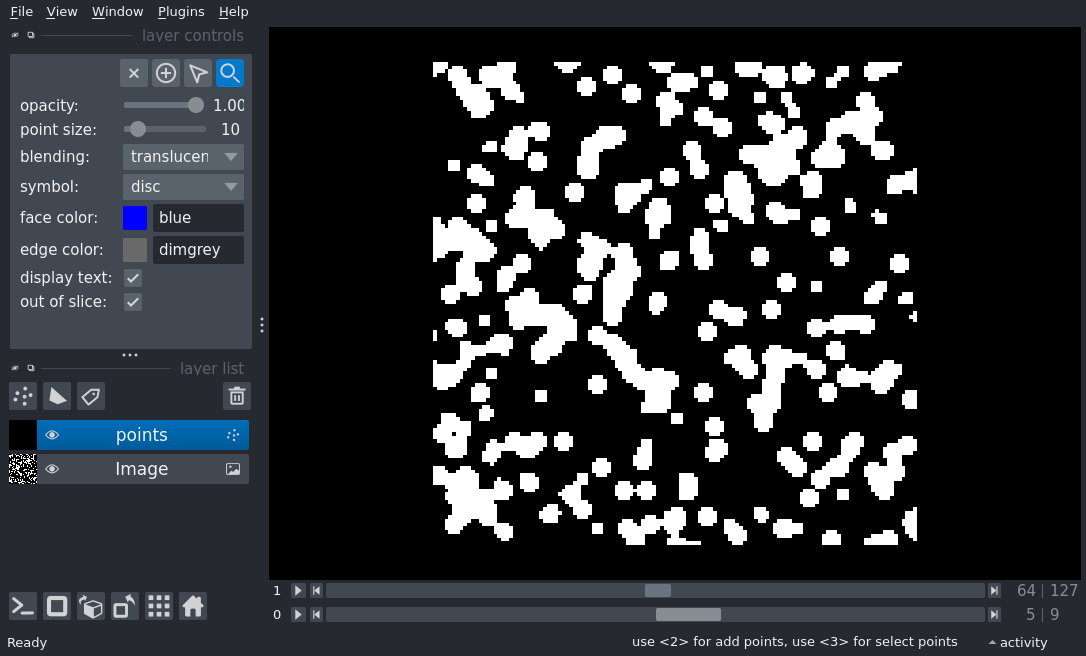 File View Window Plugins Help
layer controls
opacity: 1.00
point size: 10
blending: translucen
symbol: disc
face color: blue
edge color: dimgrey
display text:
out of slice:
layer list
points
Image
1 64 127
0 5 9
Ready use <2> for add points, use <3> for select points activity